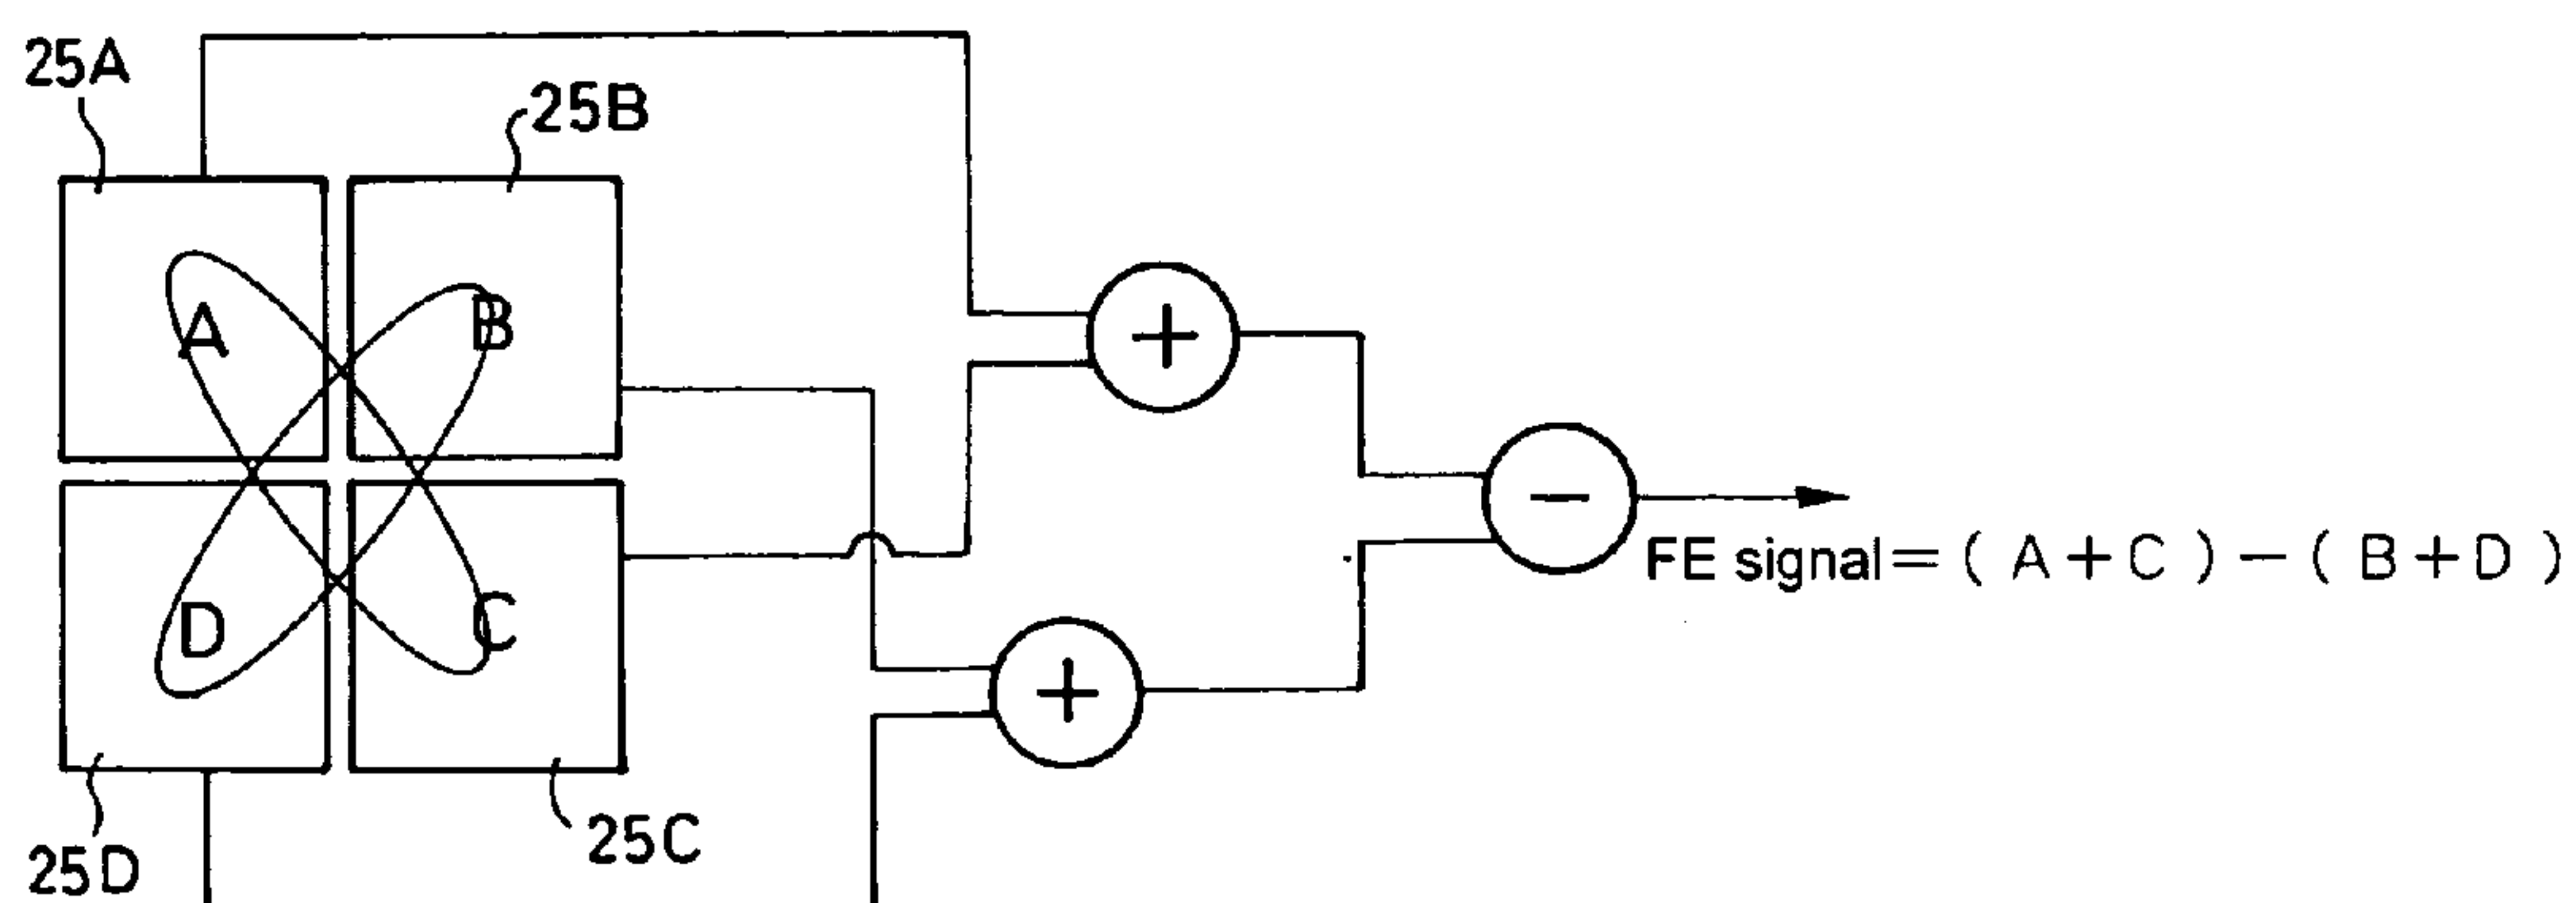 25A
25B
A
B
+
−
FE signal=(A+C)−(B+D)
D
C
+
25C
25D